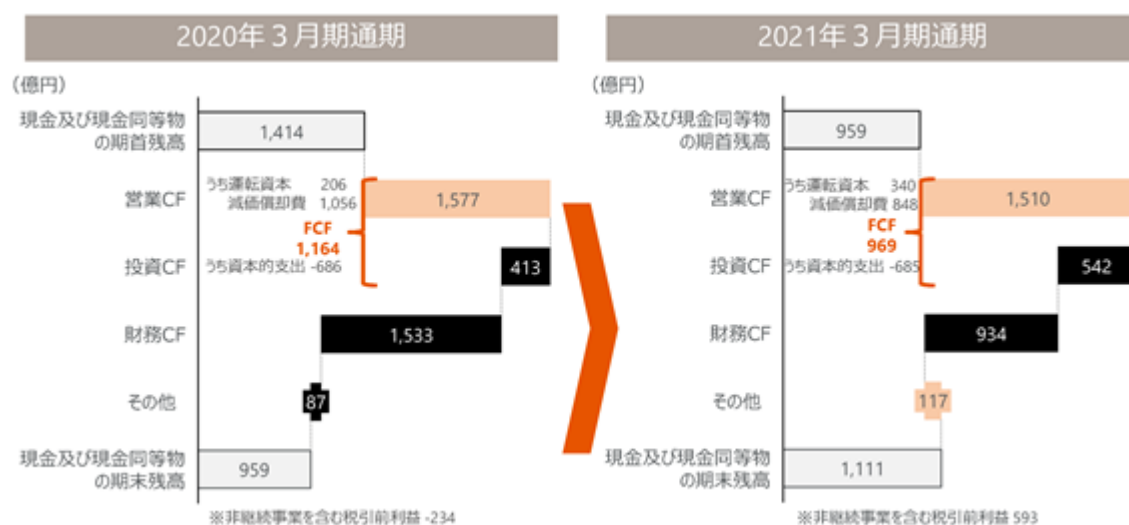 2020年３月期通期
（億円）
現金及び現金同等物
の期首残高
1,414
営業CF
うち運転資本 206
減価償却費 1,056
1,577
FCF
1,164
投資CF
うち資本的支出 -686
413
財務CF
1,533
その他
87
現金及び現金同等物
の期末残高
959
※非継続事業を含む税引前利益 -234
2021年３月期通期
（億円）
現金及び現金同等物
の期首残高
959
営業CF
うち運転資本 340
減価償却費 848
1,510
FCF
969
投資CF
うち資本的支出 -685
542
財務CF
934
その他
117
現金及び現金同等物
の期末残高
1,111
※非継続事業を含む税引前利益 593